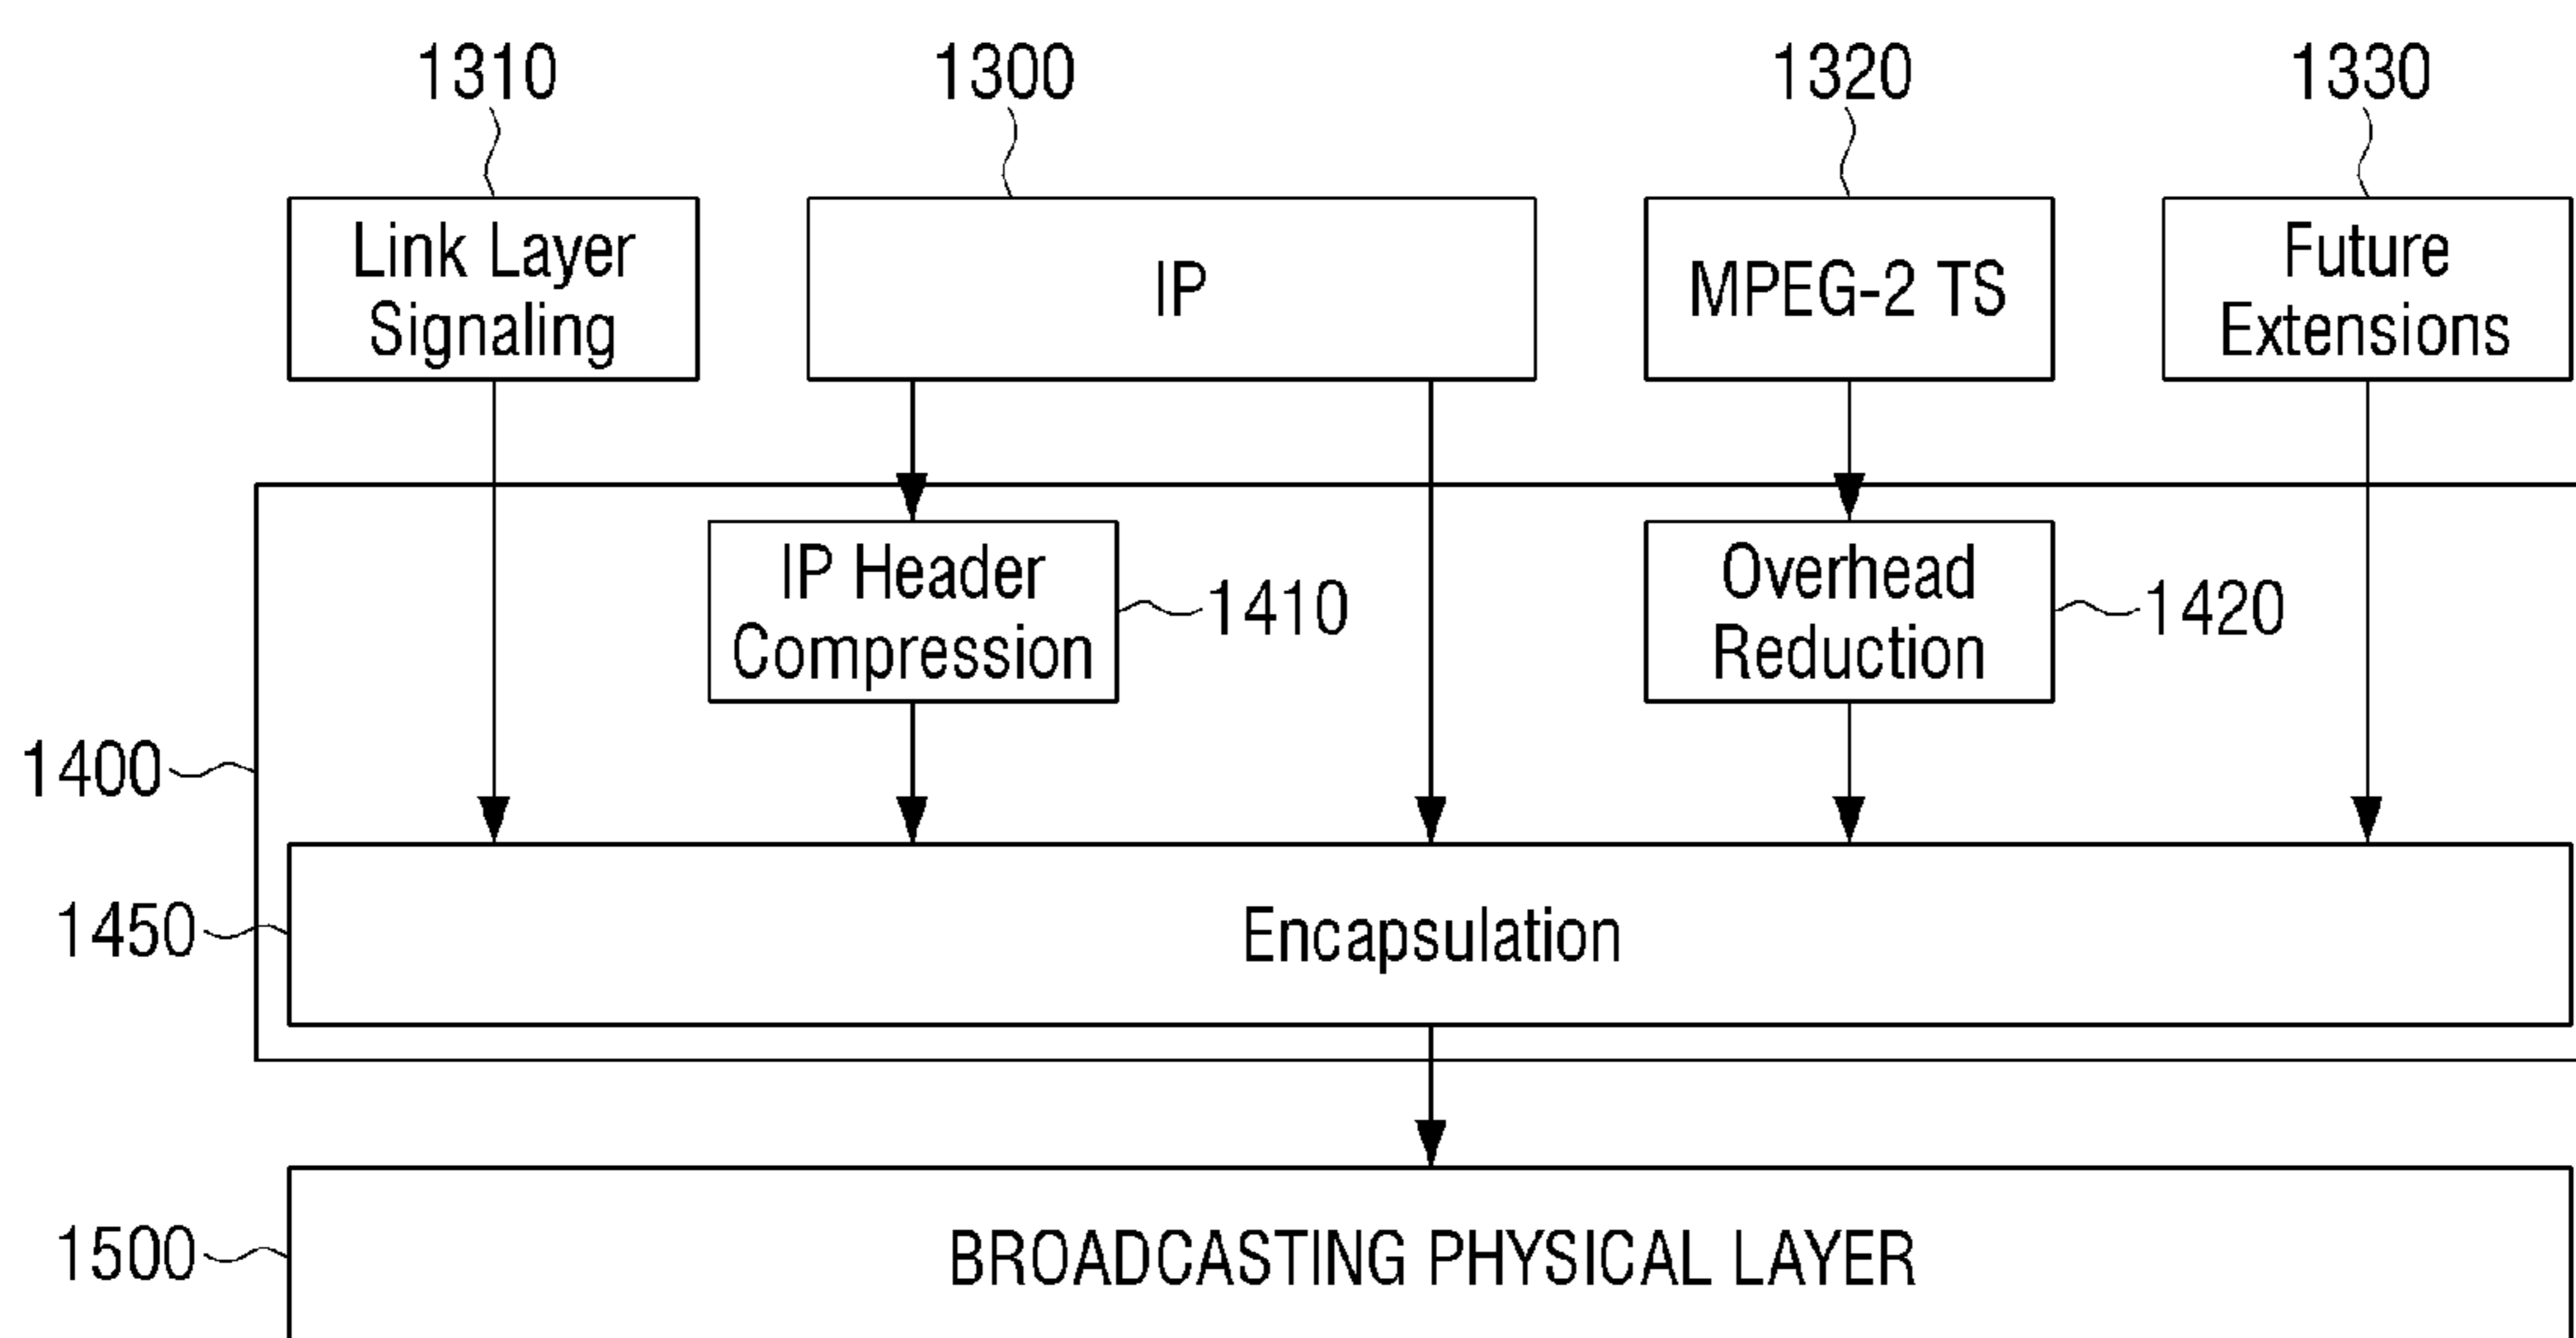 1310
1300
1320
1330
Link Layer
Signaling
IP
MPEG-2 TS
Future
Extensions
IP Header
Compression
1410
Overhead
Reduction
1420
1400
1450
Encapsulation
1500
BROADCASTING PHYSICAL LAYER